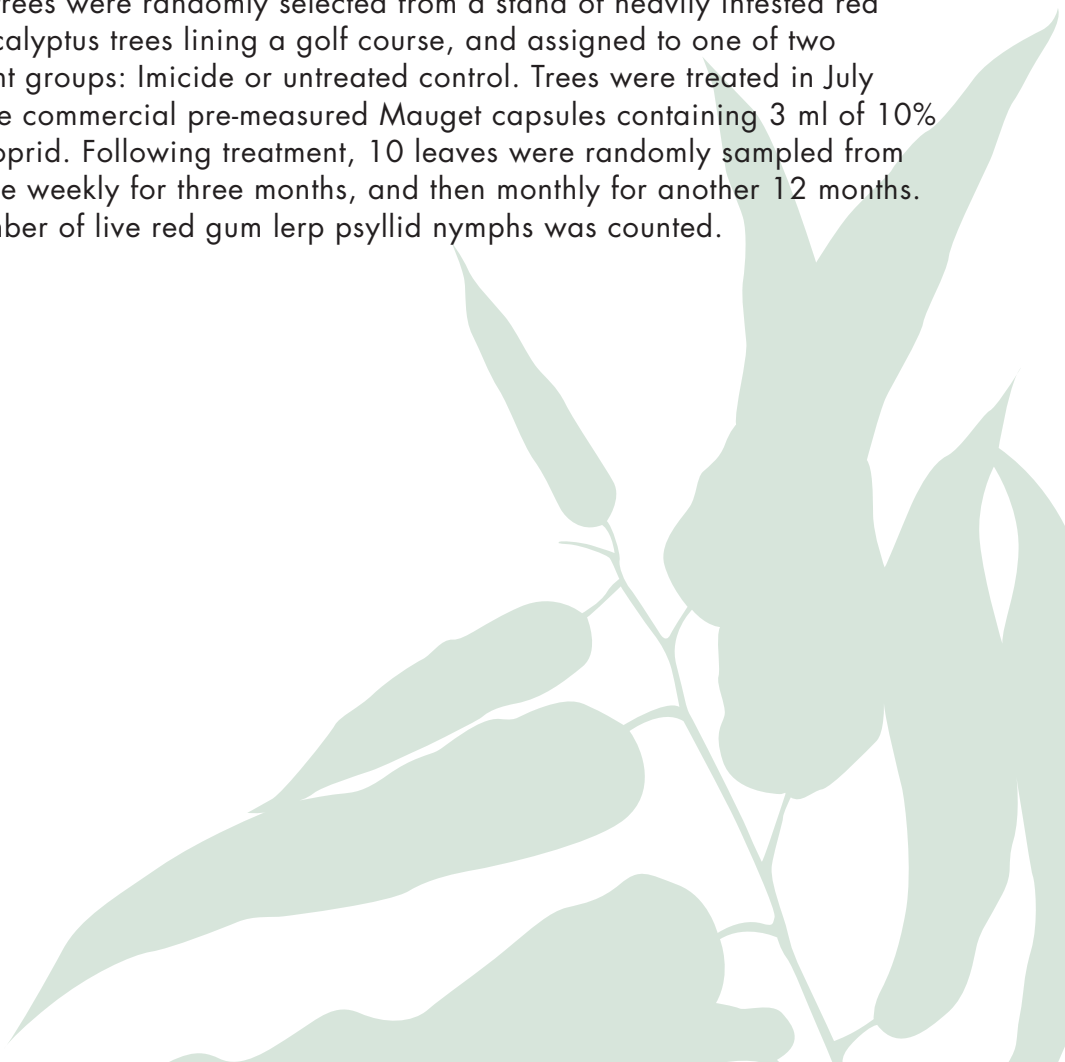 trees were randomly selected from a stand of heavily infested red
calyptus trees lining a golf course, and assigned to one of two
nt groups: Imicide or untreated control. Trees were treated in July
e commercial pre-measured Mauget capsules containing 3 ml of 10%
oprid. Following treatment, 10 leaves were randomly sampled from
e weekly for three months, and then monthly for another 12 months.
ber of live red gum lerp psyllid nymphs was counted.